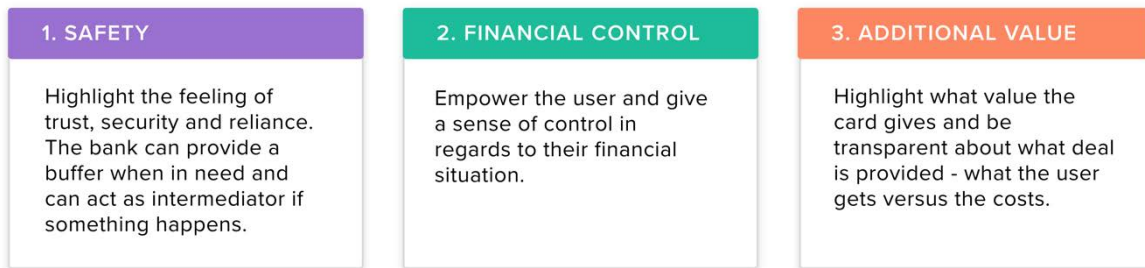 1. SAFETY
Highlight the feeling of
trust, security and reliance.
The bank can provide a
buffer when in need and
can act as intermediator if
something happens.
2. FINANCIAL CONTROL
Empower the user and give
a sense of control in
regards to their financial
situation.
3. ADDITIONAL VALUE
Highlight what value the
card gives and be
transparent about what deal
is provided - what the user
gets versus the costs.